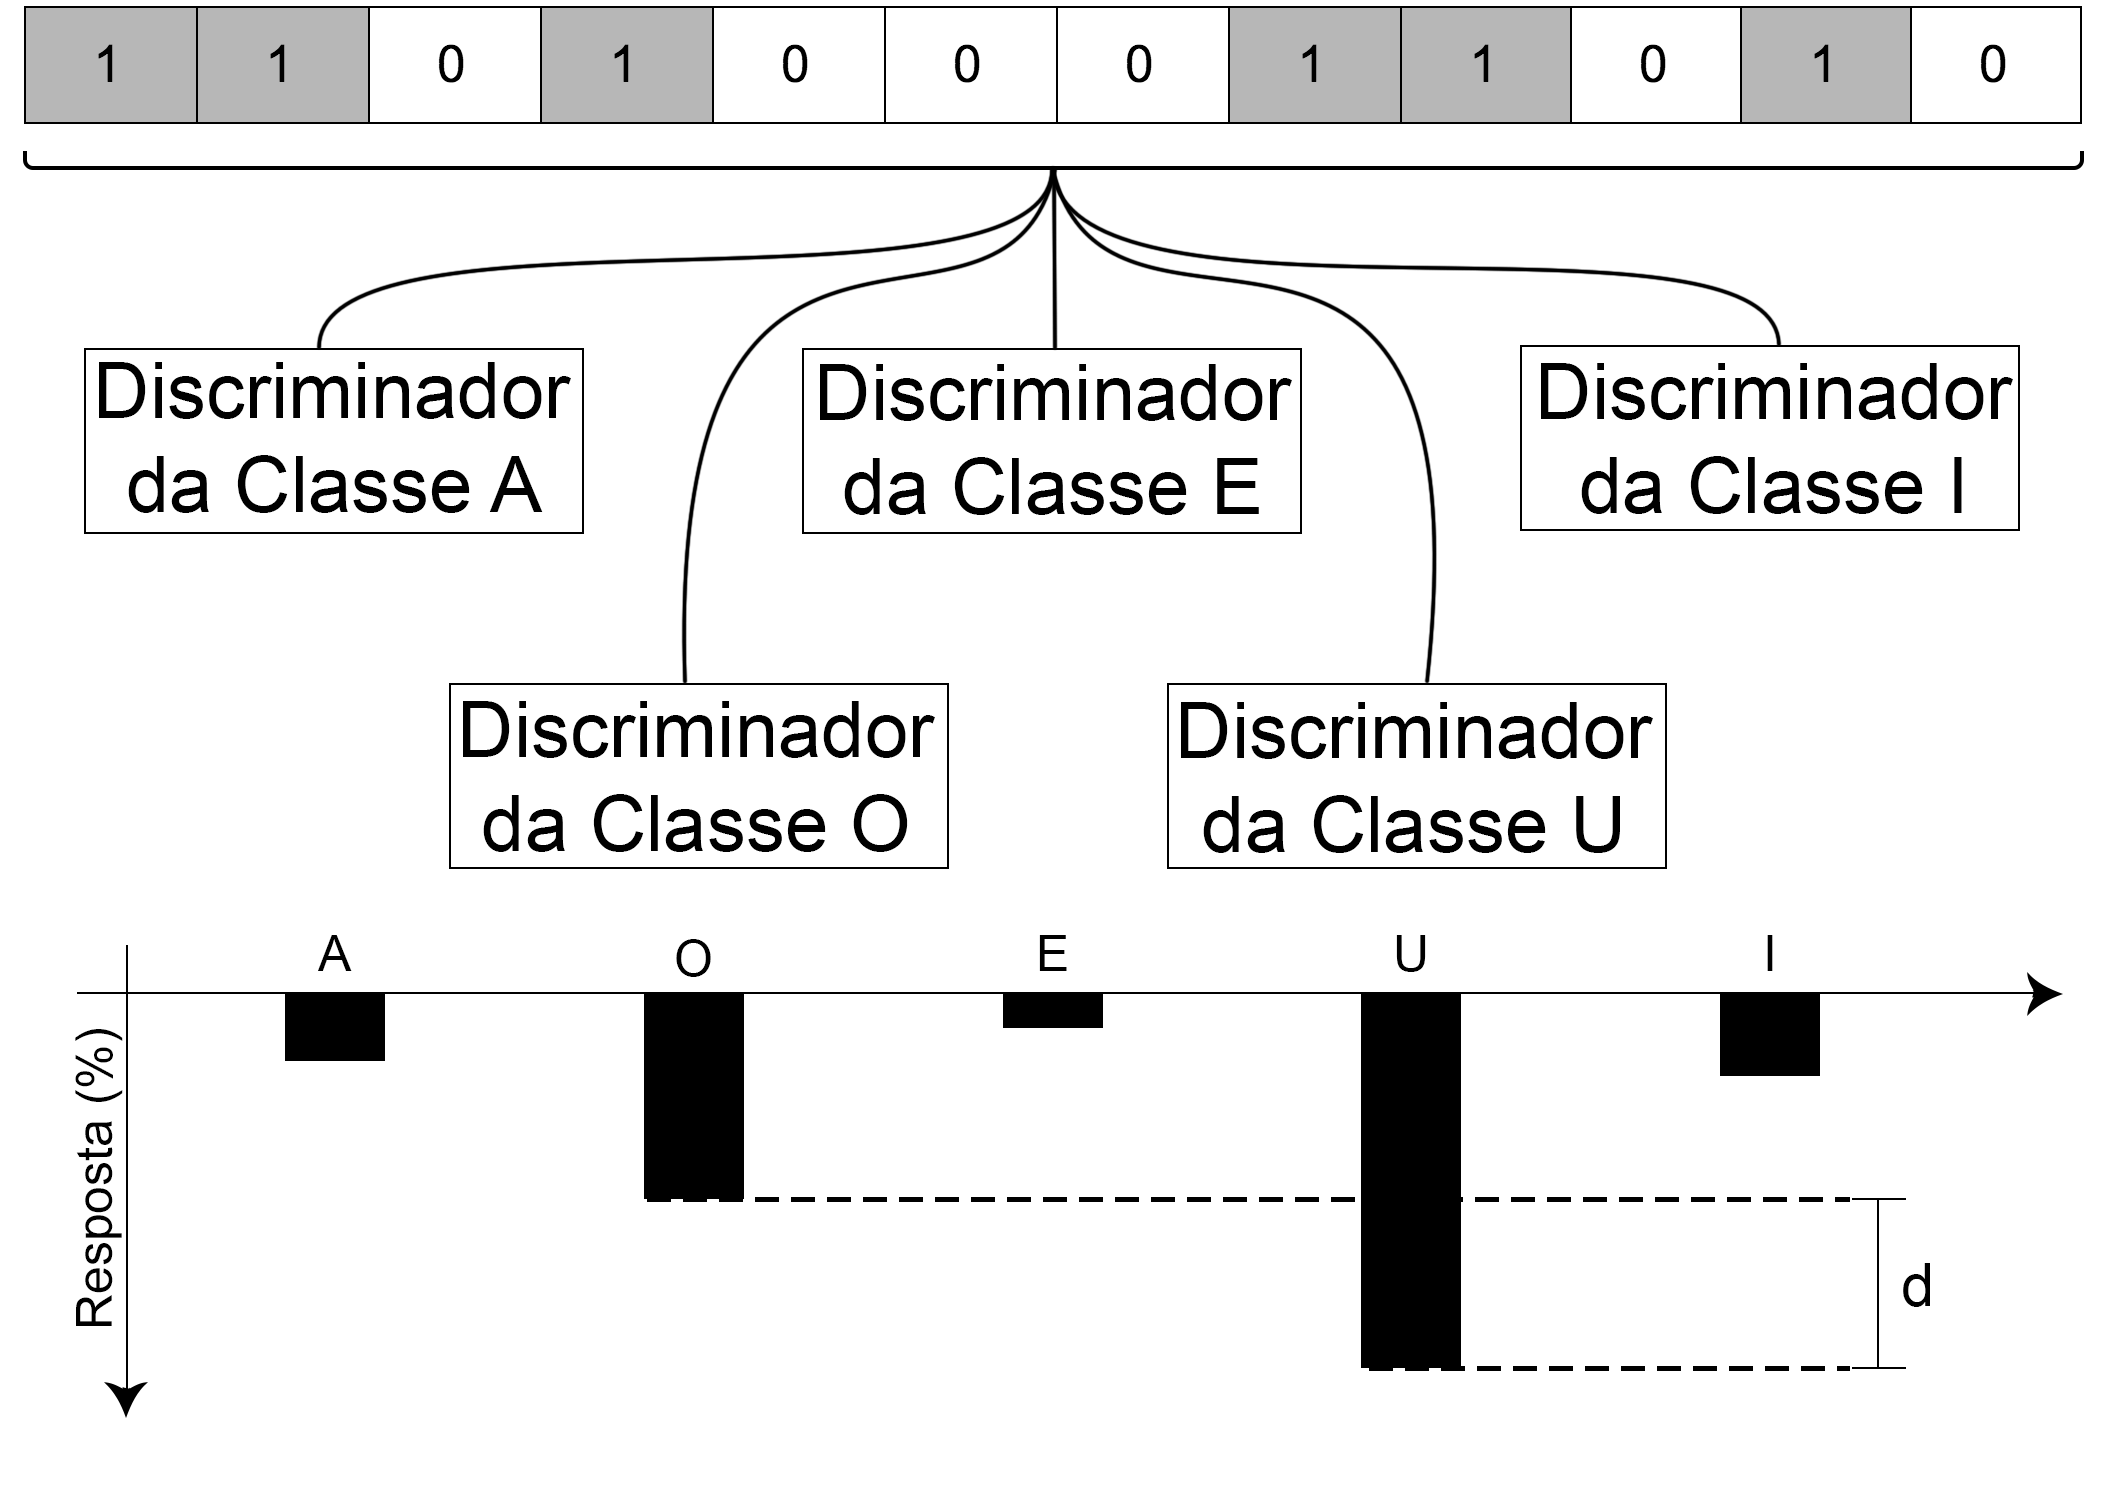 1 1 0 1 0 0 0 1 1 0 1 0
Discriminador
da Classe A
Discriminador
da Classe E
Discriminador
da Classe I
Discriminador
da Classe O
Discriminador
da Classe U
A O E U I
Resposta (%)
d